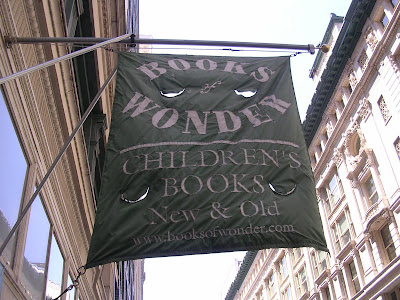 BOOKS
of
WONDER
CHILDREN'S
BOOKS
New & Old
www.booksofwonder.com